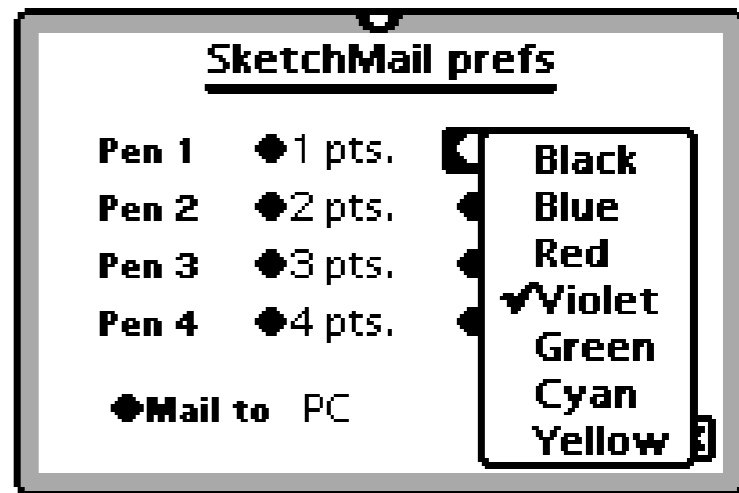 SketchMail prefs
Pen 1 1 pts.
Pen 2 2 pts.
Pen 3 3 pts.
Pen 4 4 pts.
Mail to PC
Black
Blue
Red
Violet
Green
Cyan
Yellow